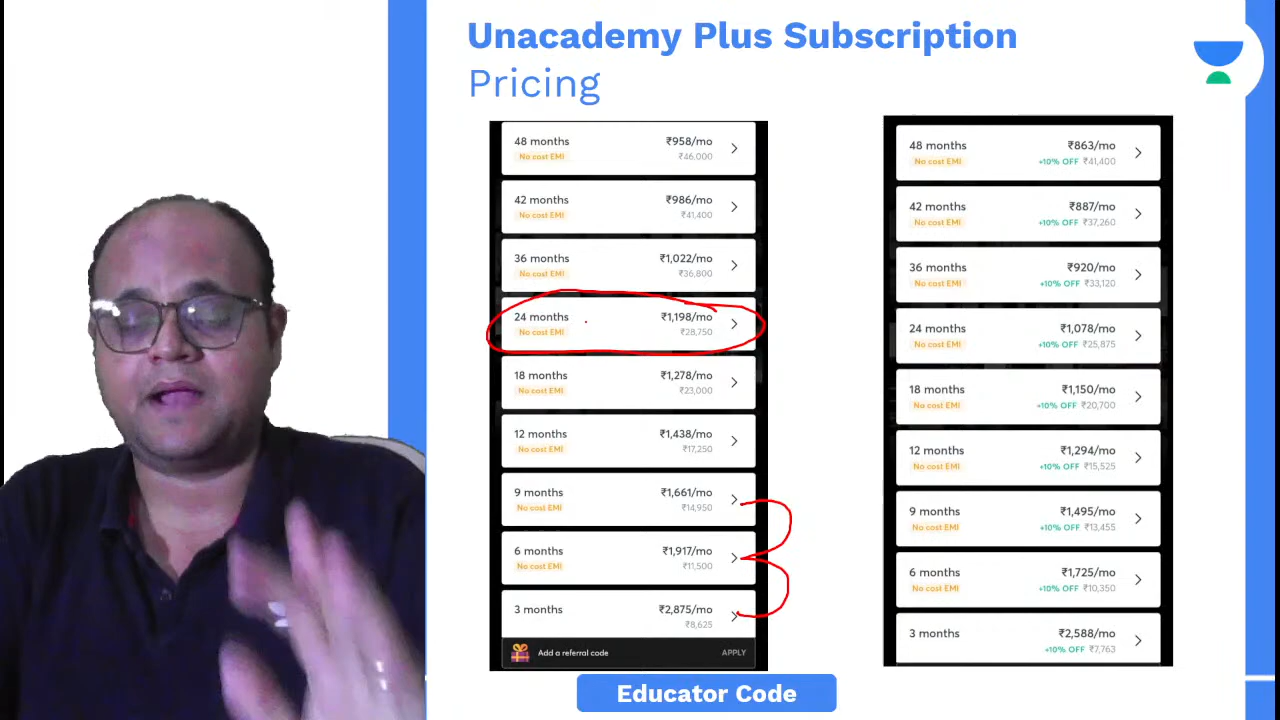 Unacademy Plus Subscription
Pricing
48 months ₹958/mo
No cost EMI ₹46,000
42 months ₹986/mo
No cost EMI ₹41,400
36 months ₹1,022/mo
No cost EMI ₹36,800
24 months ₹1,198/mo
No cost EMI ₹28,750
18 months ₹1,278/mo
No cost EMI ₹23,000
12 months ₹1,438/mo
No cost EMI ₹17,250
9 months ₹1,661/mo
No cost EMI ₹14,950
6 months ₹1,917/mo
No cost EMI ₹11,500
3 months ₹2,875/mo
₹8,625
Add a referral code APPLY
48 months ₹863/mo
No cost EMI +10% OFF ₹41,400
42 months ₹887/mo
No cost EMI +10% OFF ₹37,260
36 months ₹920/mo
No cost EMI +10% OFF ₹33,120
24 months ₹1,078/mo
No cost EMI +10% OFF ₹25,875
18 months ₹1,150/mo
No cost EMI +10% OFF ₹20,700
12 months ₹1,294/mo
No cost EMI +10% OFF ₹15,525
9 months ₹1,495/mo
No cost EMI +10% OFF ₹13,455
6 months ₹1,725/mo
No cost EMI +10% OFF ₹10,350
3 months ₹2,588/mo
+10% OFF ₹7,763
Educator Code